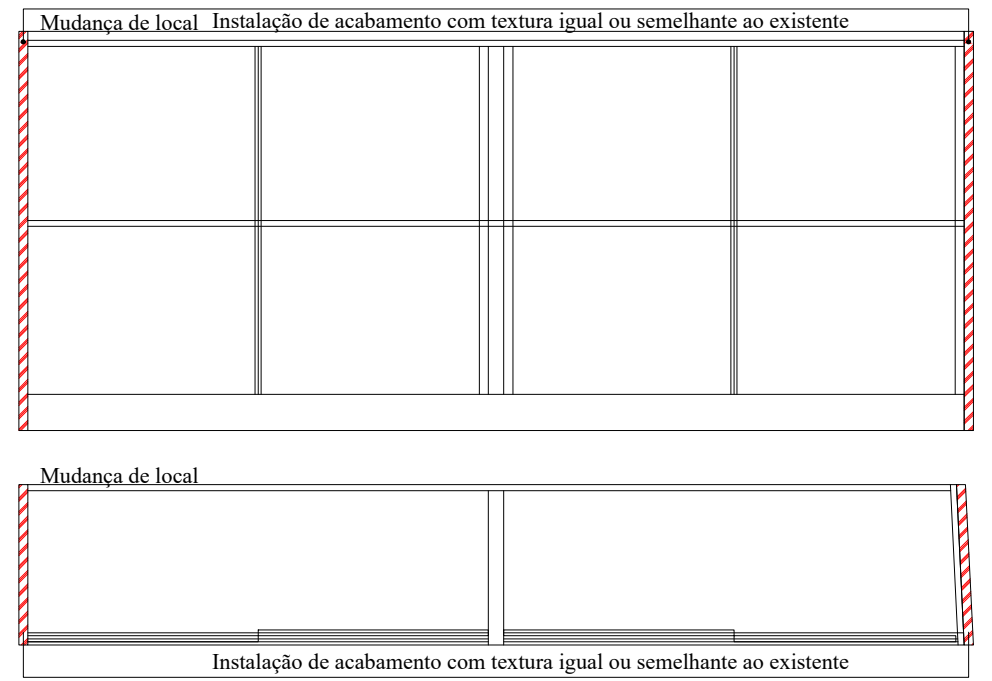 Mudança de local
Instalação de acabamento com textura igual ou semelhante ao existente
Mudança de local
Instalação de acabamento com textura igual ou semelhante ao existente